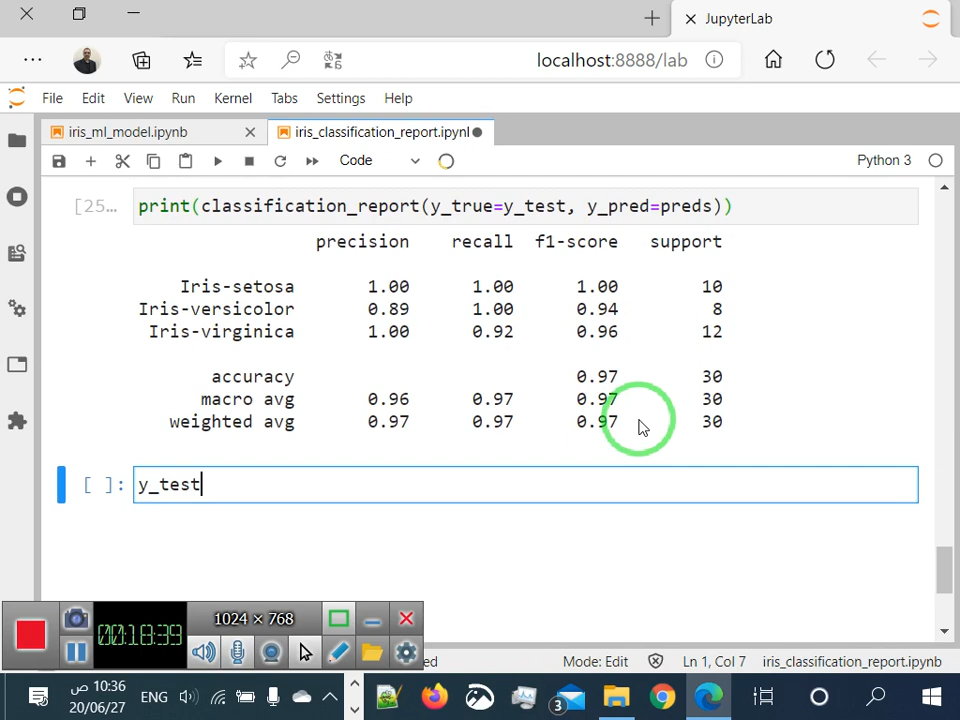 JupyterLab
localhost:8888/lab
File Edit View Run Kernel Tabs Settings Help
iris_ml_model.ipynb
iris_classification_report.ipynl
Code
Python 3
[25… print(classification_report(y_true=y_test, y_pred=preds))
precision recall f1-score support
Iris-setosa 1.00 1.00 1.00 10
Iris-versicolor 0.89 1.00 0.94 8
Iris-virginica 1.00 0.92 0.96 12
accuracy 0.97 30
macro avg 0.96 0.97 0.97 30
weighted avg 0.97 0.97 0.97 30
[ ]: y_test
1024 × 768
00:18:39
ed
Mode: Edit
Ln 1, Col 7
iris_classification_report.ipynb
10:36 ص
20/06/27
ENG
3